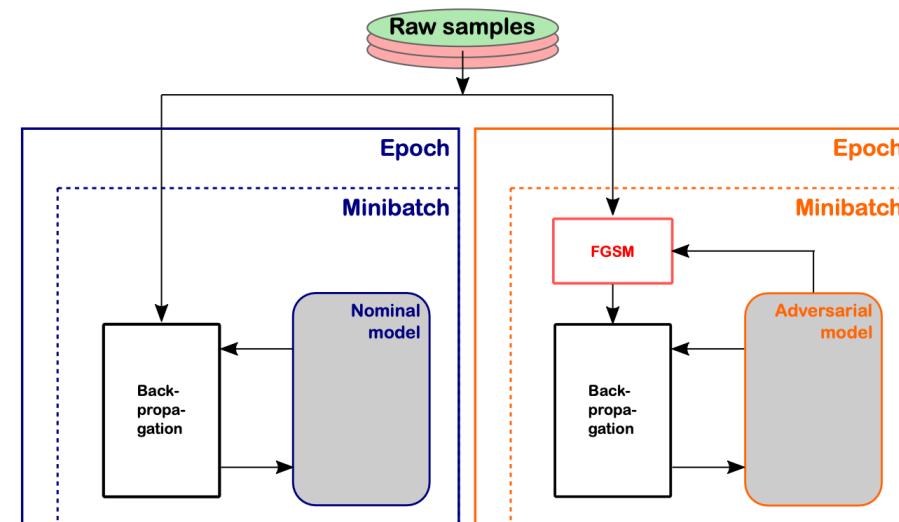 Raw samples
Epoch
Minibatch
Nominal
model
Back-
propa-
gation
Epoch
Minibatch
FGSM
Adversarial
model
Back-
propa-
gation